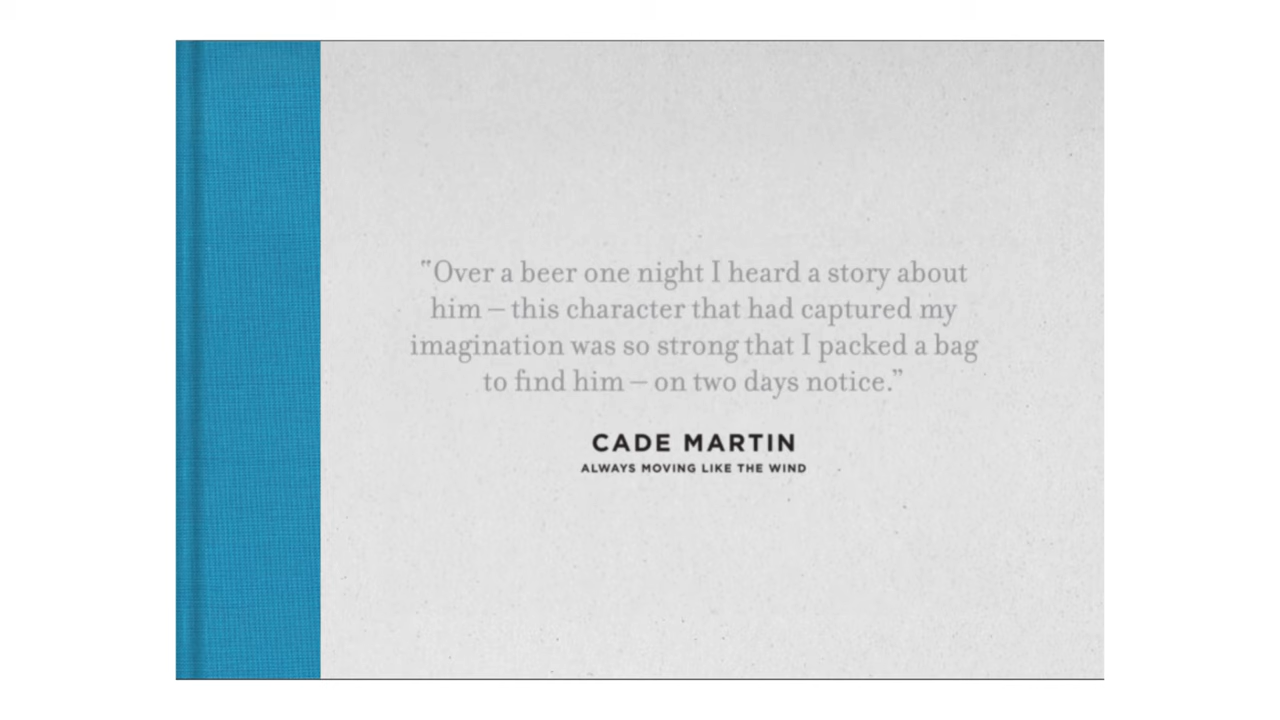 "Over a beer one night I heard a story about
him – this character that had captured my
imagination was so strong that I packed a bag
to find him – on two days notice.”
CADE MARTIN
ALWAYS MOVING LIKE THE WIND